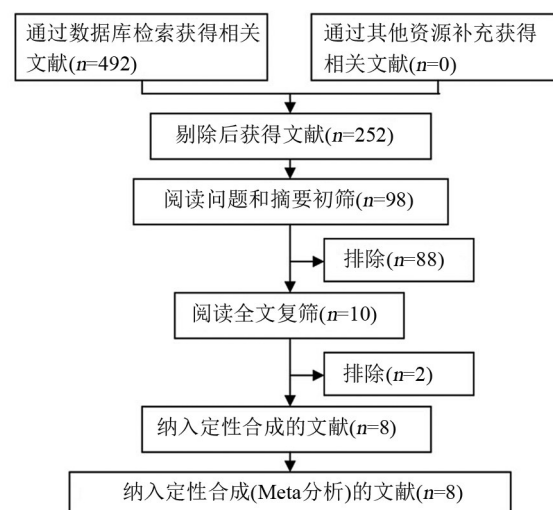 通过数据库检索获得相关
文献(n=492)
通过其他资源补充获得
相关文献(n=0)
剔除后获得文献(n=252)
阅读问题和摘要初筛(n=98)
排除(n=88)
阅读全文复筛(n=10)
排除(n=2)
纳入定性合成的文献(n=8)
纳入定性合成(Meta分析)的文献(n=8)